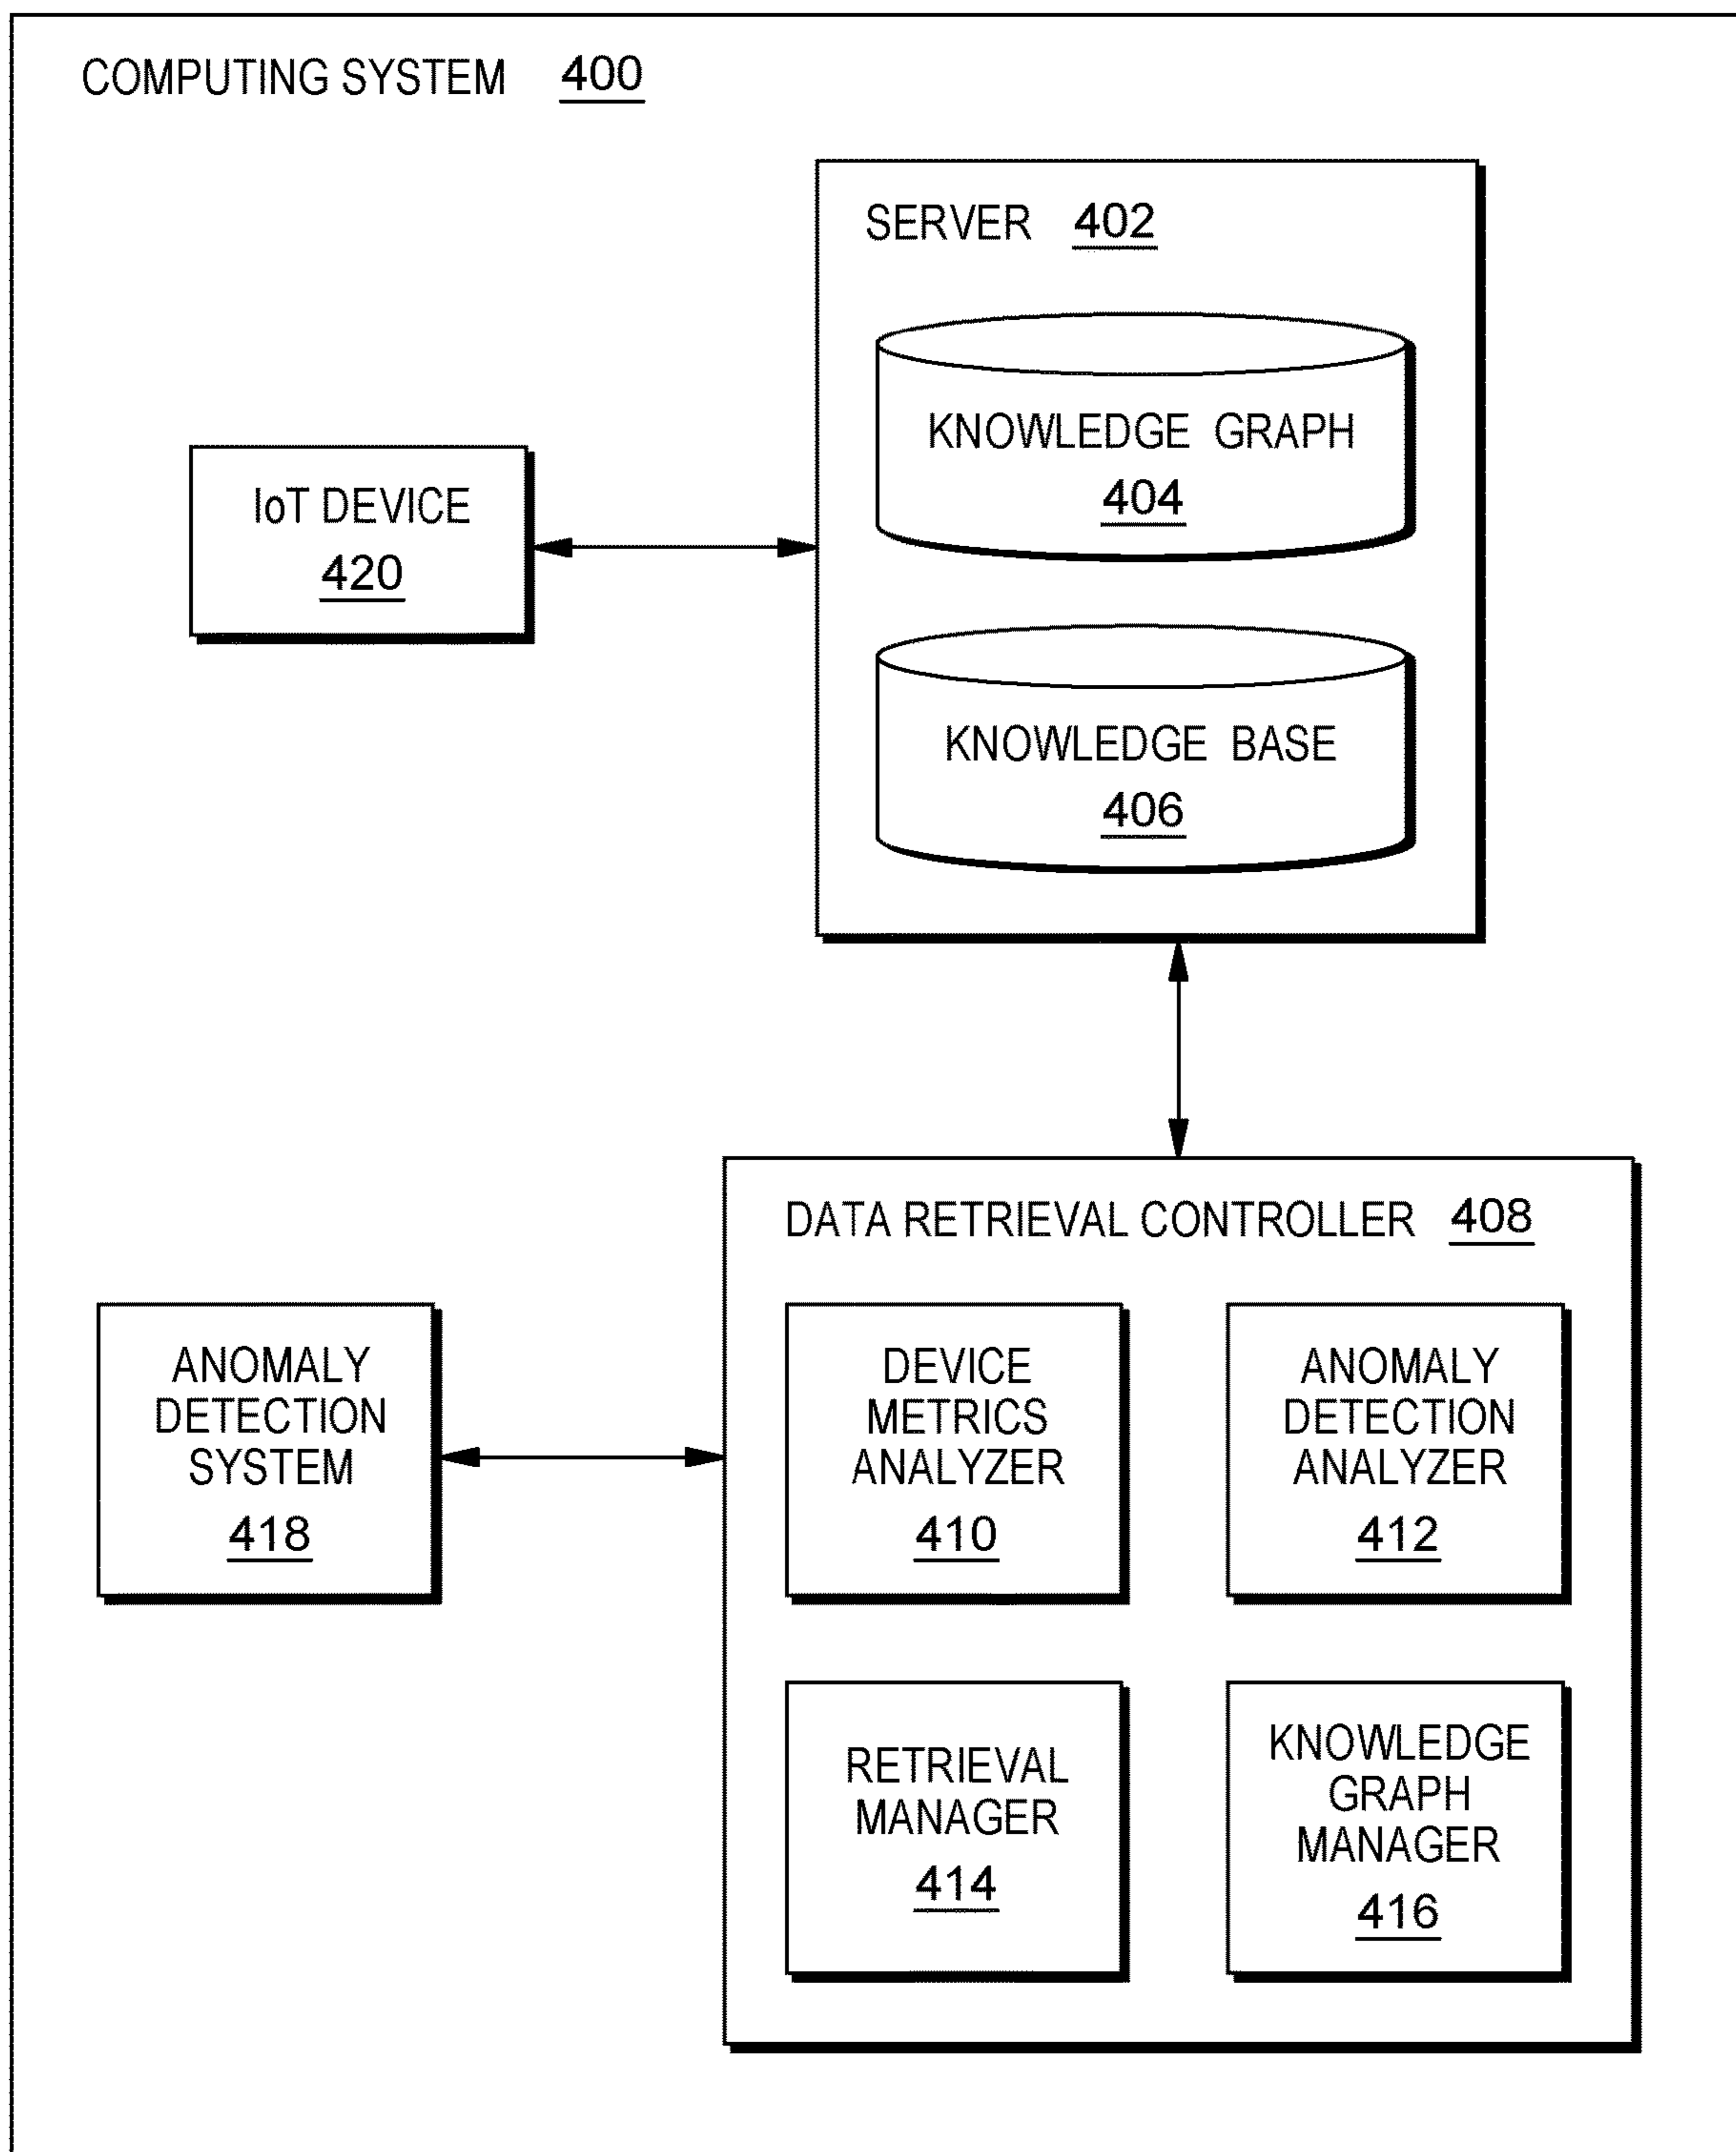 COMPUTING SYSTEM 400
SERVER 402
KNOWLEDGE GRAPH
404
IoT DEVICE
420
KNOWLEDGE BASE
406
DATA RETRIEVAL CONTROLLER 408
ANOMALY
DETECTION
SYSTEM
418
DEVICE
METRICS
ANALYZER
410
ANOMALY
DETECTION
ANALYZER
412
RETRIEVAL
MANAGER
414
KNOWLEDGE
GRAPH
MANAGER
416